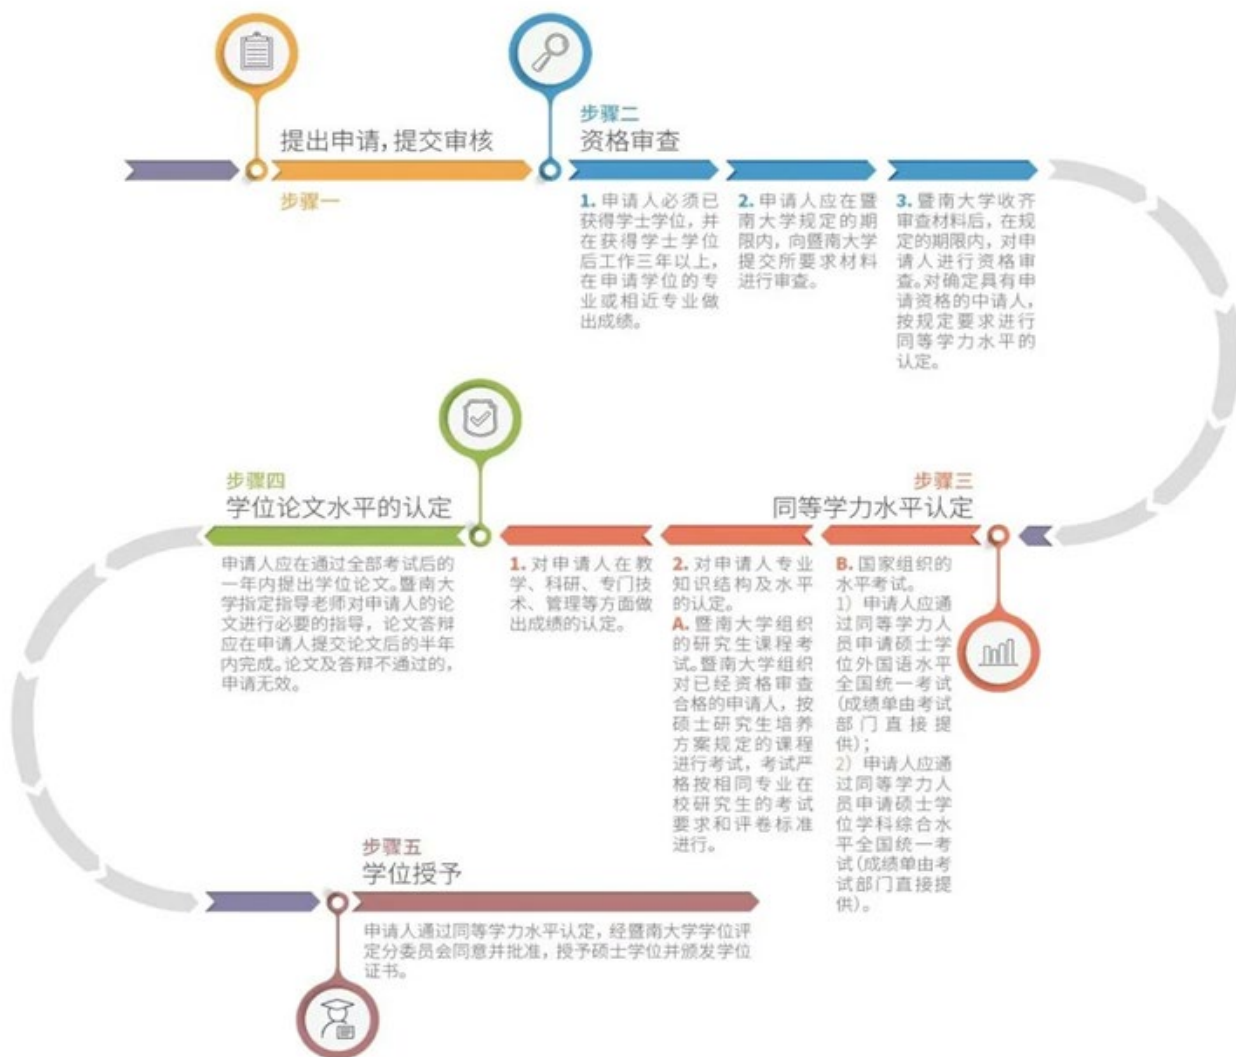 提出申请，提交审核
步骤一
步骤二
资格审查
1. 申请人必须已
获得学士学位，并
在获得学士学位
后工作三年以上，
在申请学位的专
业或相近专业做
出成绩。
2. 申请人应在暨
南大学规定的期
限内，向暨南大学
提交所要求材料
进行审查。
3. 暨南大学收齐
审查材料后，在规
定的期限内，对申
请人进行资格审
查。对确定具有申
请资格的中请人，
按规定要求进行
同等学力水平的
认定。
步骤三
同等学力水平认定
1. 对申请人在教
学、科研、专门技
术、管理等方面做
出成绩的认定。
2. 对申请人专业
知识结构及水平
的认定。
A. 暨南大学组织
的研究生课程考
试。暨南大学组织
对已经资格审查
合格的申请人，按
硕士研究生培养
方案规定的课程
进行考试，考试严
格按相同专业在
校研究生的考试
要求和评卷标准
进行。
B. 国家组织的
水平考试。
1）申请人应通
过同等学力人
员申请硕士学
位外国语水平
全国统一考试
（成绩单由考试
部门直接提
供）；
2）申请人应通
过同等学力人
员申请硕士学
位学科综合水
平全国统一考
试（成绩单由考
试部门直接提
供）。
步骤四
学位论文水平的认定
申请人应在通过全部考试后的
一年内提出学位论文。暨南大
学指定指导老师对申请人的论
文进行必要的指导，论文答辩
应在申请人提交论文后的半年
内完成。论文及答辩不通过的，
申请无效。
步骤五
学位授予
申请人通过同等学力水平认定，经暨南大学学位评
定分委员会同意并批准，授予硕士学位并颁发学位
证书。